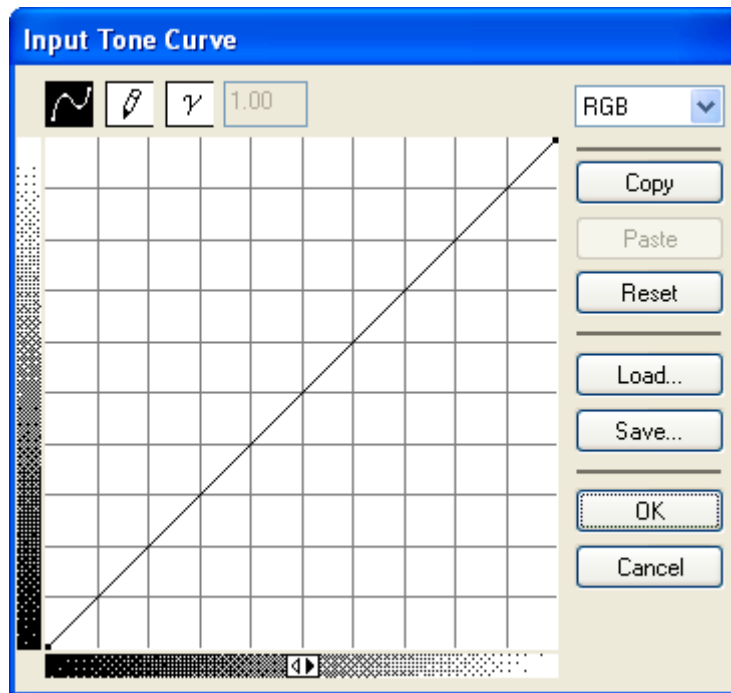 Input Tone Curve
γ
1.00
RGB
Copy
Paste
Reset
Load...
Save...
OK
Cancel